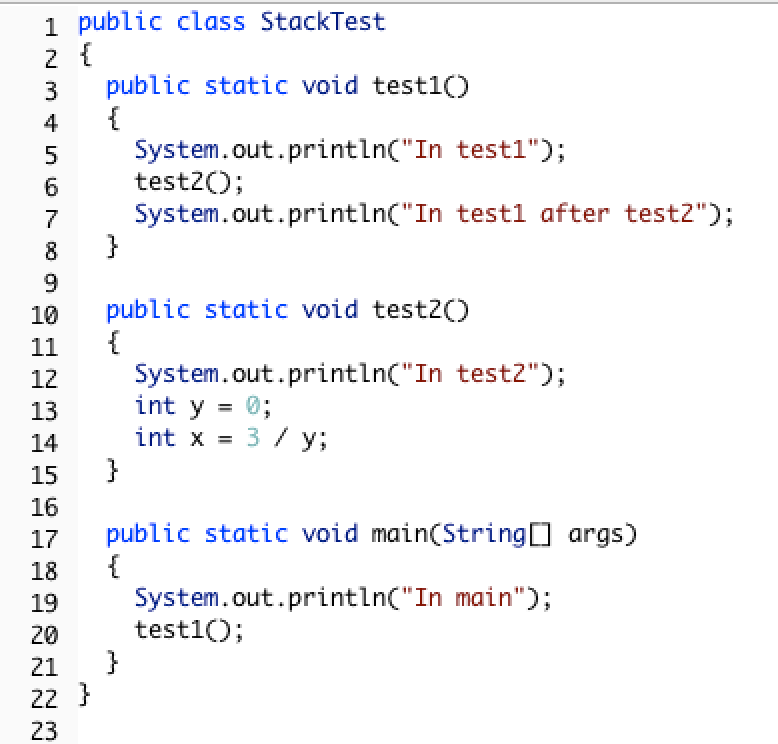 1 public class StackTest
2 {
3   public static void test1()
4   {
5     System.out.println("In test1");
6     test2();
7     System.out.println("In test1 after test2");
8   }
9
10   public static void test2()
11   {
12     System.out.println("In test2");
13     int y = 0;
14     int x = 3 / y;
15   }
16
17   public static void main(String[] args)
18   {
19     System.out.println("In main");
20     test1();
21   }
22 }
23